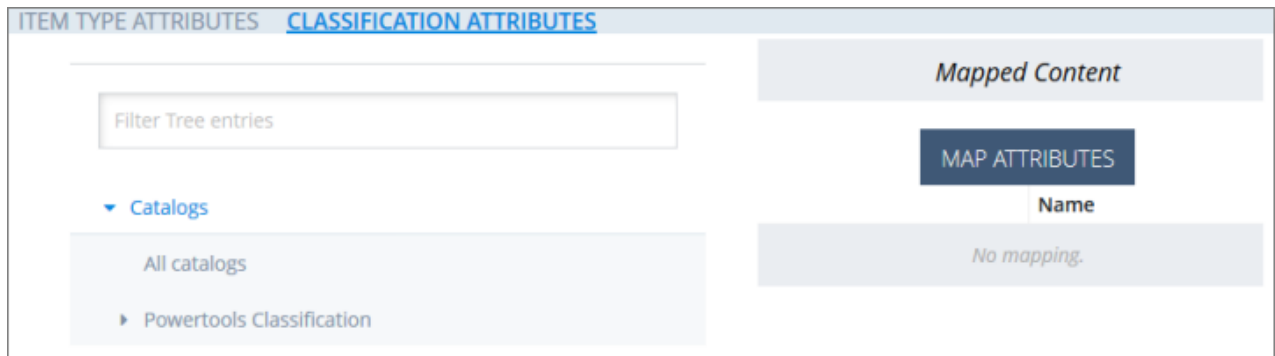 ITEM TYPE ATTRIBUTES CLASSIFICATION ATTRIBUTES
Filter Tree entries
Catalogs
All catalogs
Powertools Classification
Mapped Content
MAP ATTRIBUTES
Name
No mapping.